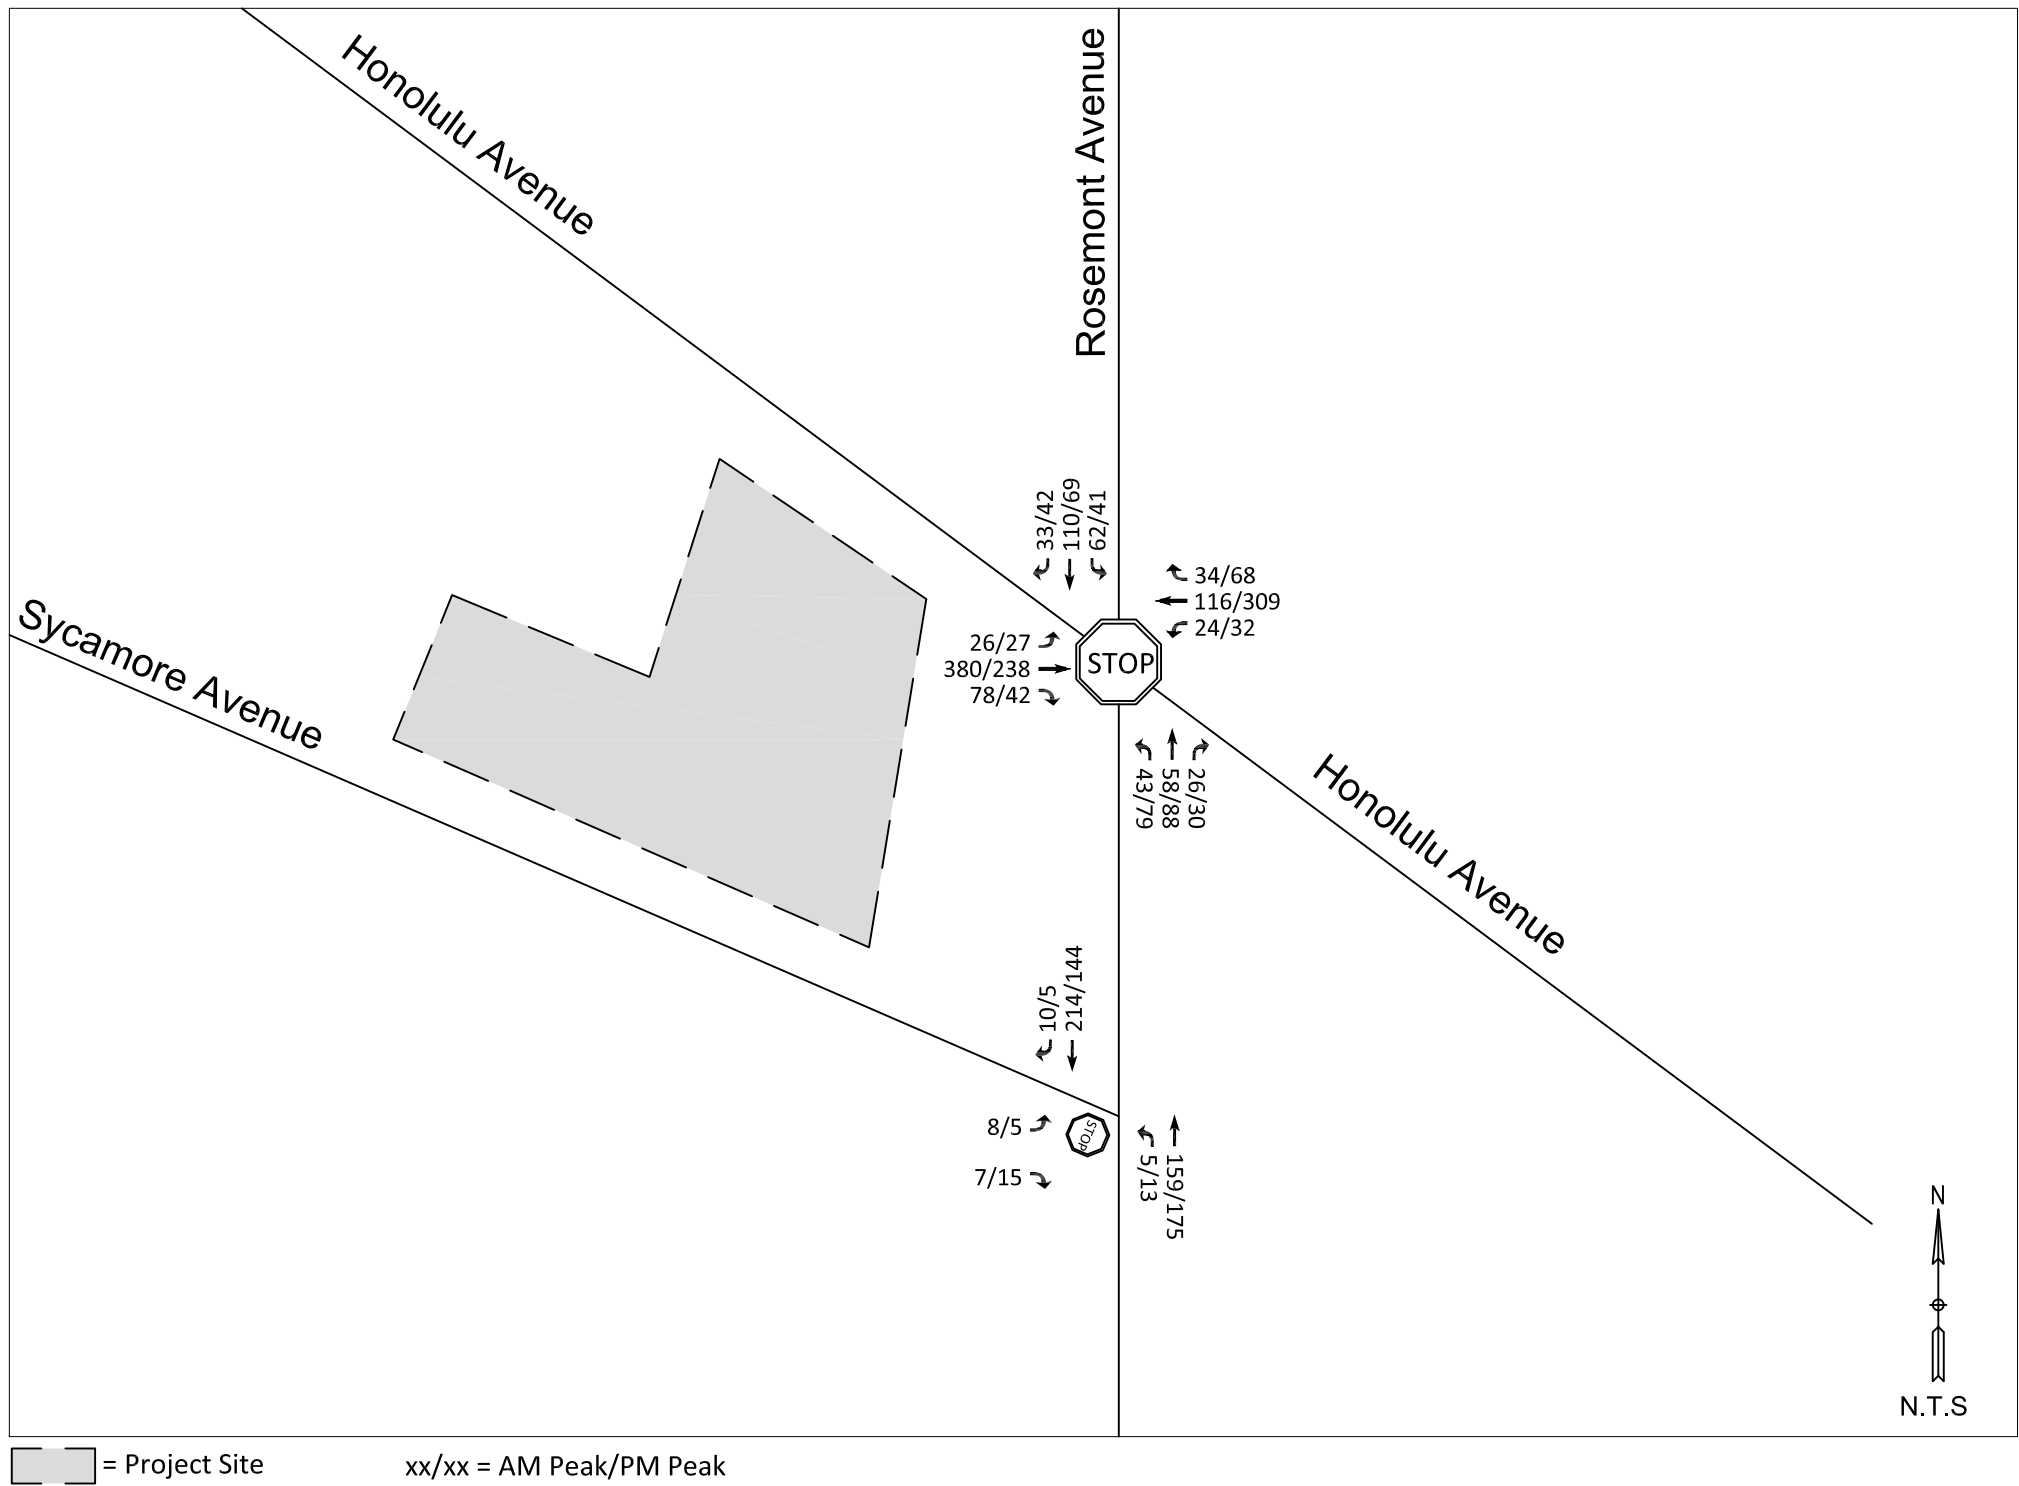 Honolulu Avenue
Rosemont Avenue
33/42
110/69
62/41
34/68
116/309
24/32
26/27
380/238
78/42
STOP
43/79
58/88
26/30
Sycamore Avenue
Honolulu Avenue
10/5
214/144
8/5
7/15
STOP
5/13
159/175
N
N.T.S
= Project Site
xx/xx = AM Peak/PM Peak